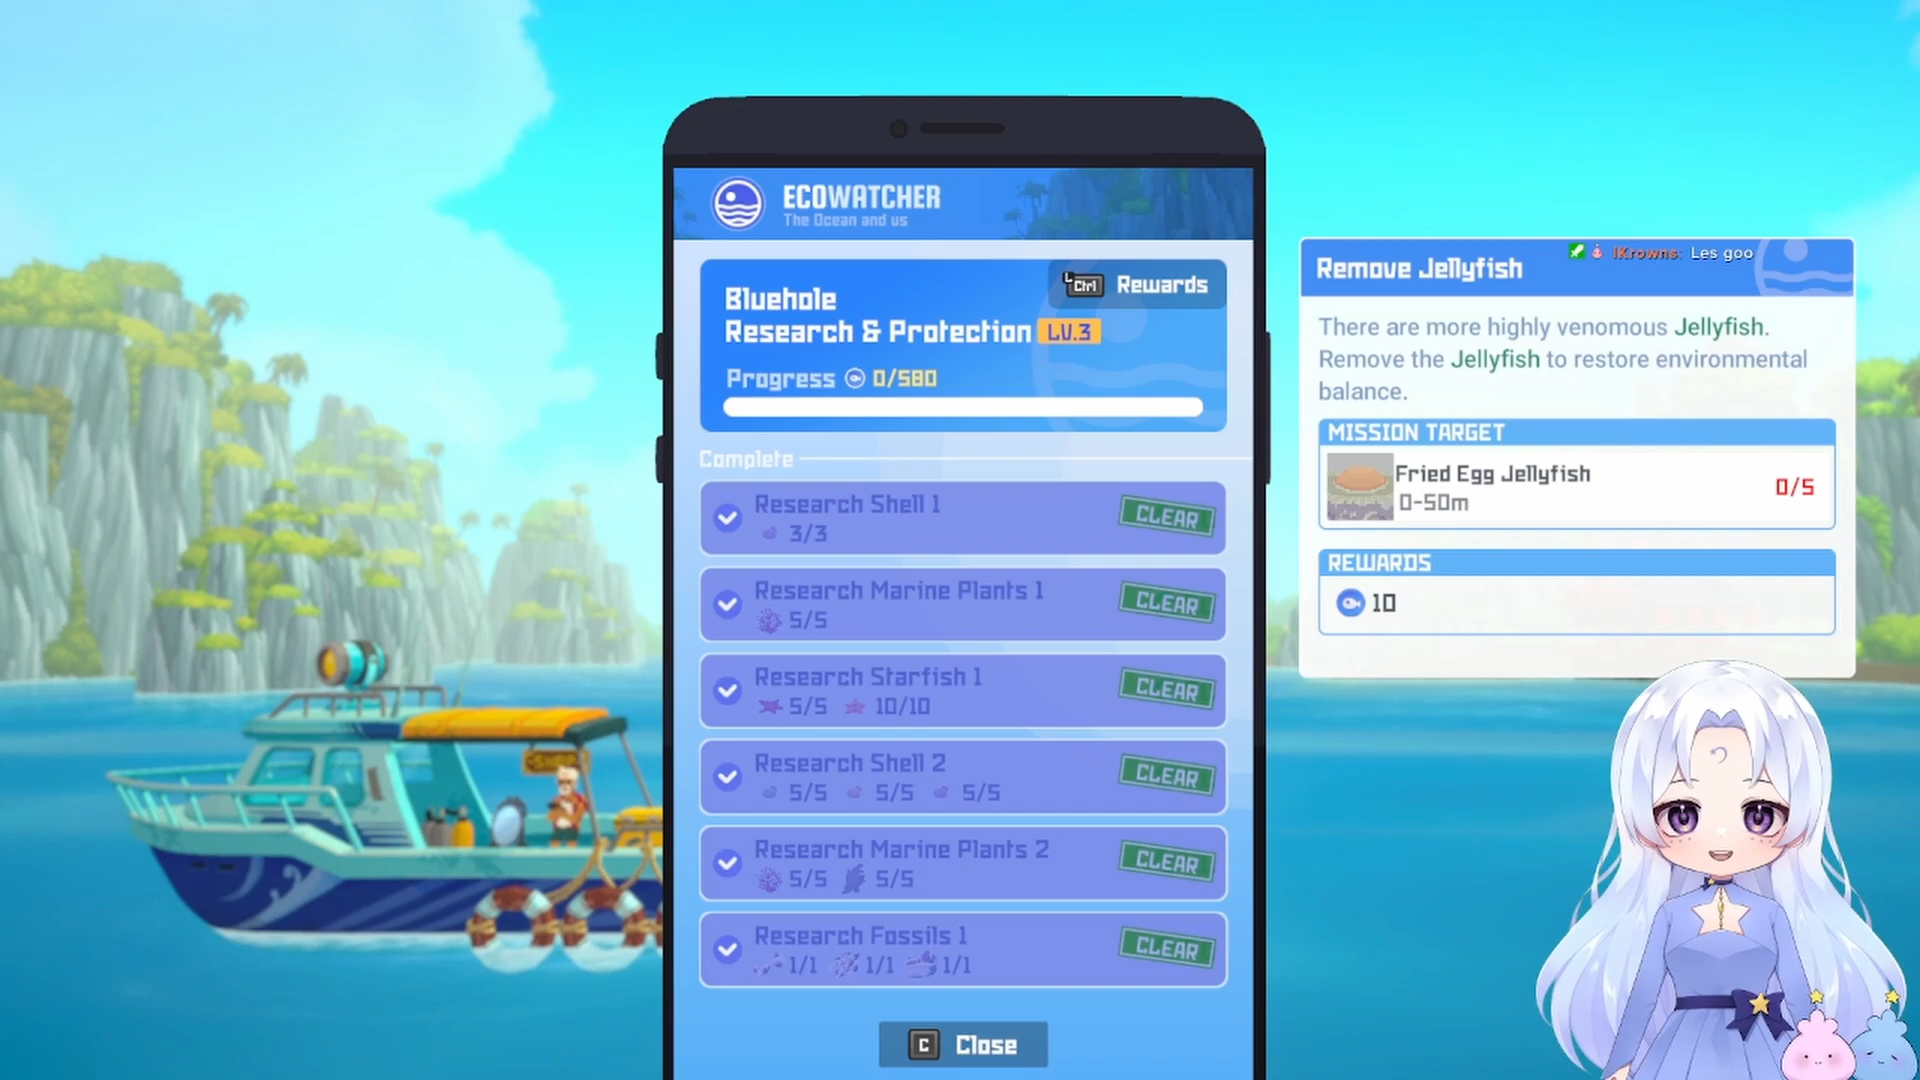 ECOWATCHER
The Ocean and us
L Ctrl Rewards
Bluehole
Research & Protection LV.3
Progress 0/580
Complete
Research Shell 1
3/3
CLEAR
Research Marine Plants 1
5/5
CLEAR
Research Starfish 1
5/5 10/10
CLEAR
Research Shell 2
5/5 5/5 5/5
CLEAR
Research Marine Plants 2
5/5 5/5
CLEAR
Research Fossils 1
1/1 1/1 1/1
CLEAR
C Close
Remove Jellyfish
lKrowns: Les goo
There are more highly venomous Jellyfish.
Remove the Jellyfish to restore environmental
balance.
MISSION TARGET
Fried Egg Jellyfish
0-50m
0/5
REWARDS
10